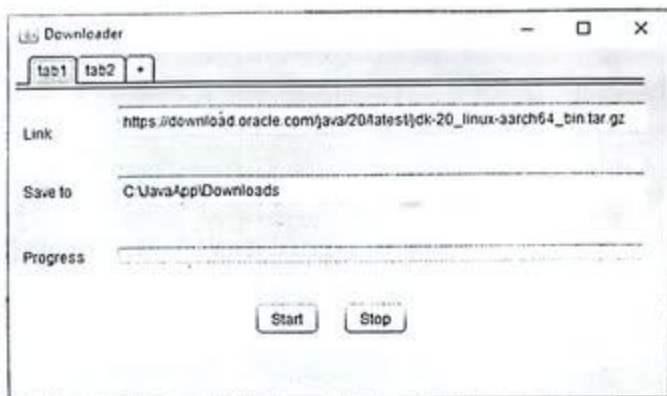 Downloader
tab1 tab2 +
Link https://download.oracle.com/java/20/latest/jdk-20_linux-aarch64_bin.tar.gz
Save to C:\JavaApp\Downloads
Progress
Start Stop